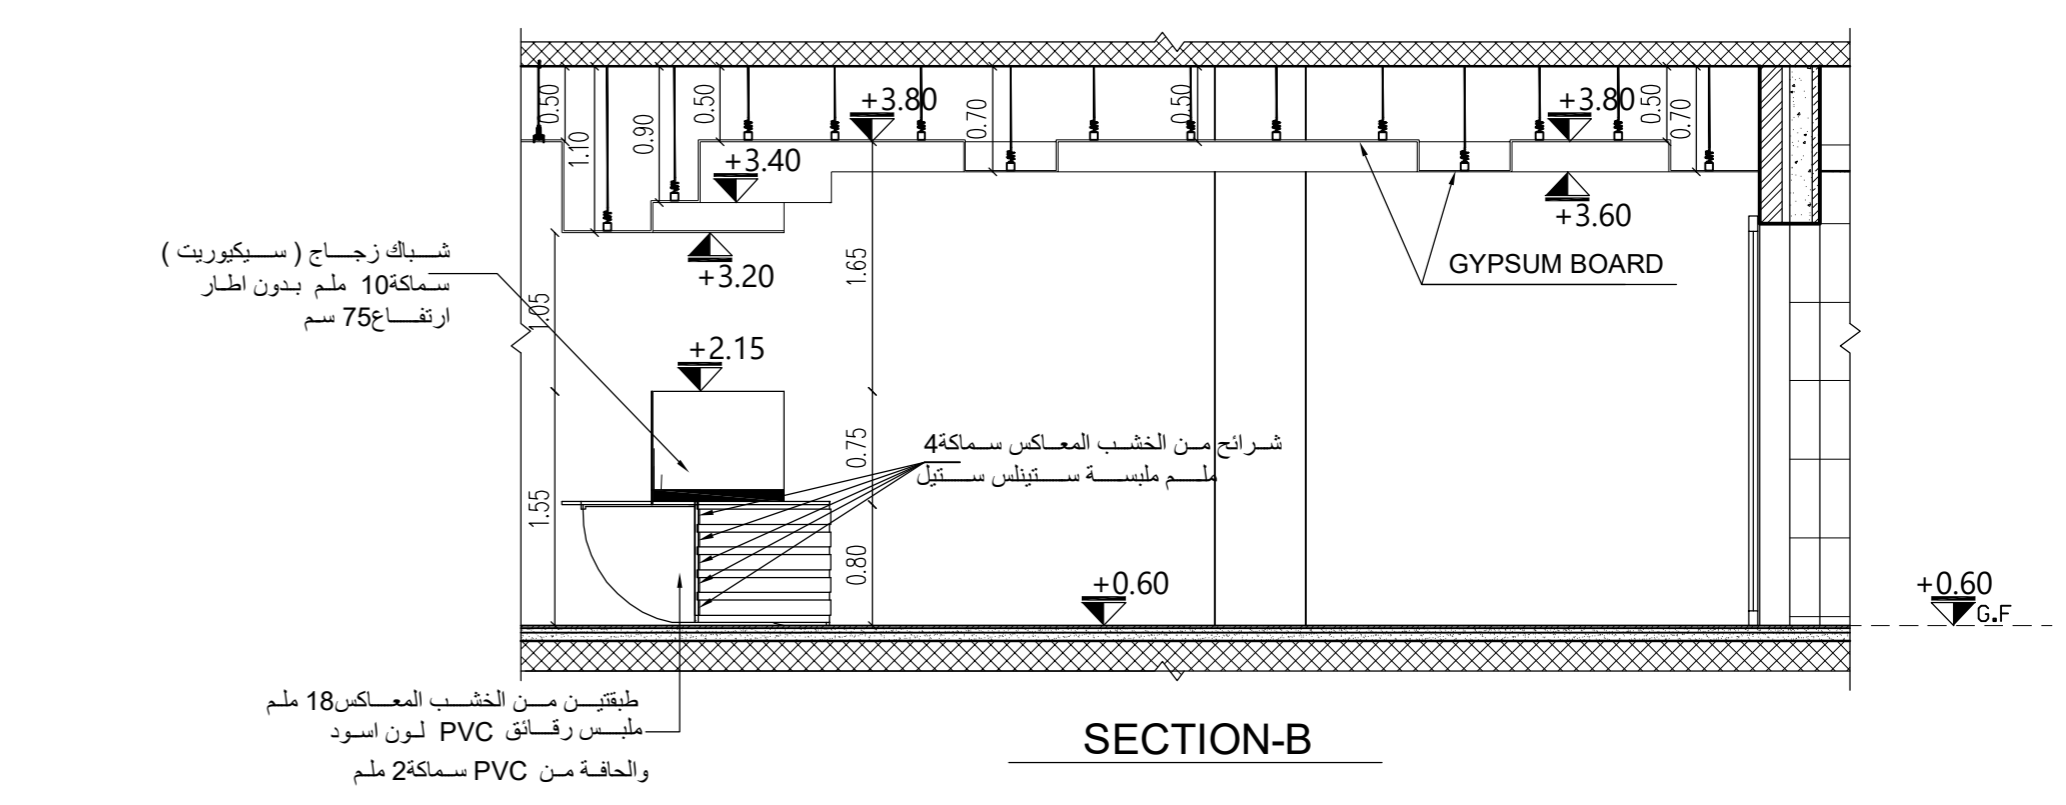 0.50
1.10
0.90
0.50
+3.80
0.70
0.50
+3.80
0.50
0.70
+3.40
+3.60
+3.20
GYPSUM BOARD
شباك زجاج ( سيكيوريت )
سماكة10 ملم بدون اطار
ارتفاع75 سم
1.05
1.65
+2.15
0.75
شرائح من الخشب المعاكس سماكة4
ملم ملبسة ستينلس ستيل
1.55
0.80
+0.60
+0.60
G.F
طبقتين من الخشب المعاكس18 ملم
ملبس رقائق PVC لون اسود
والحافة من PVC سماكة2 ملم
SECTION-B